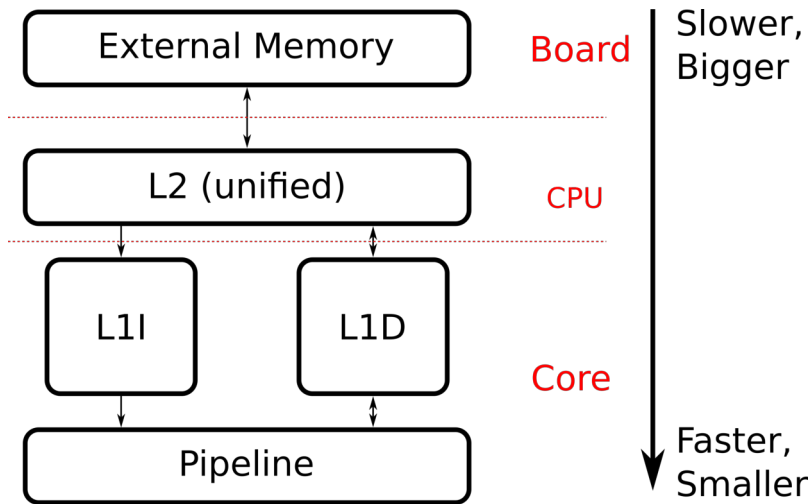 External Memory
Board
Slower,
Bigger
L2 (unified)
CPU
L1I
L1D
Core
Pipeline
Faster,
Smaller